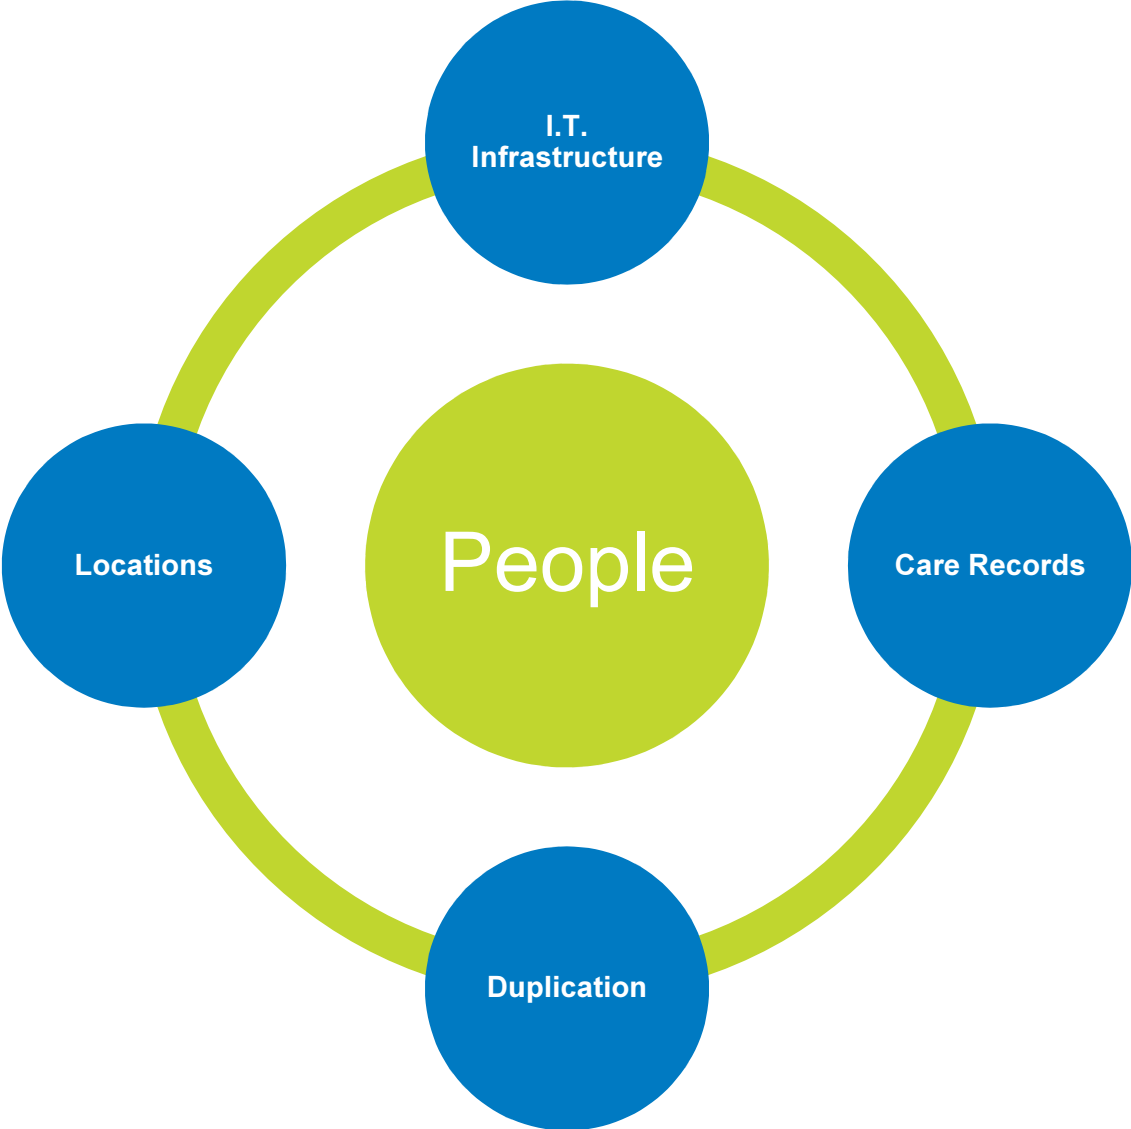 I.T.
Infrastructure
Locations
People
Care Records
Duplication